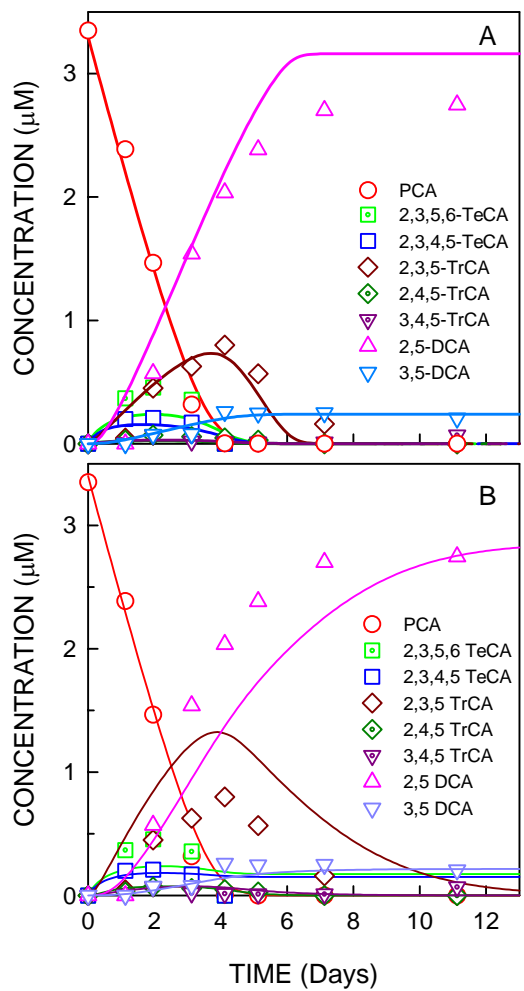 A
CONCENTRATION (μM)
3
2
1
0
PCA
2,3,5,6-TeCA
2,3,4,5-TeCA
2,3,5-TrCA
2,4,5-TrCA
3,4,5-TrCA
2,5-DCA
3,5-DCA
B
CONCENTRATION (μM)
3
2
1
0
PCA
2,3,5,6 TeCA
2,3,4,5 TeCA
2,3,5 TrCA
2,4,5 TrCA
3,4,5 TrCA
2,5 DCA
3,5 DCA
0 2 4 6 8 10 12
TIME (Days)